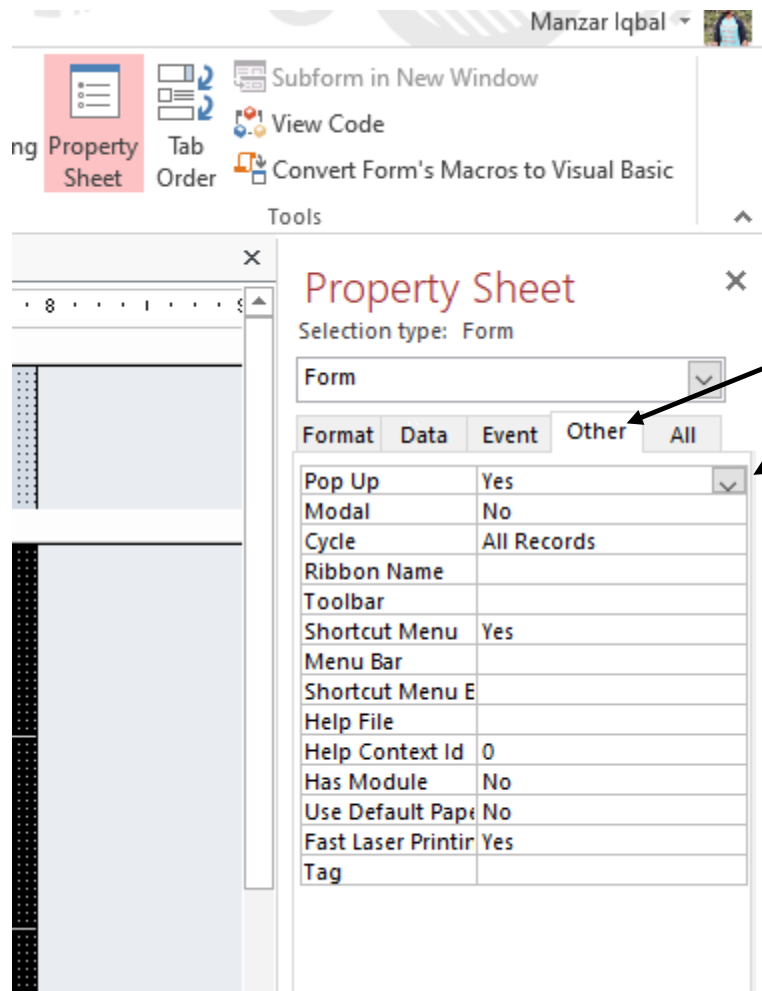 Manzar Iqbal
Subform in New Window
ng Property Sheet
Tab Order
View Code
Convert Form's Macros to Visual Basic
Tools
8
Property Sheet
Selection type: Form
Form
Format Data Event Other All
Pop Up Yes
Modal No
Cycle All Records
Ribbon Name
Toolbar
Shortcut Menu Yes
Menu Bar
Shortcut Menu B
Help File
Help Context Id 0
Has Module No
Use Default Pape No
Fast Laser Printin Yes
Tag